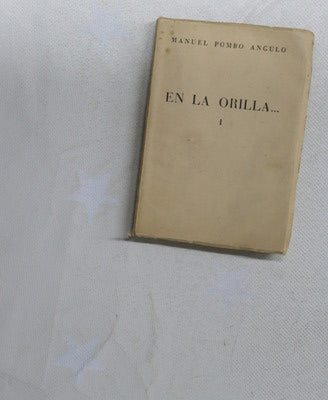 MANUEL POMBO ANGULO
EN LA ORILLA...
I